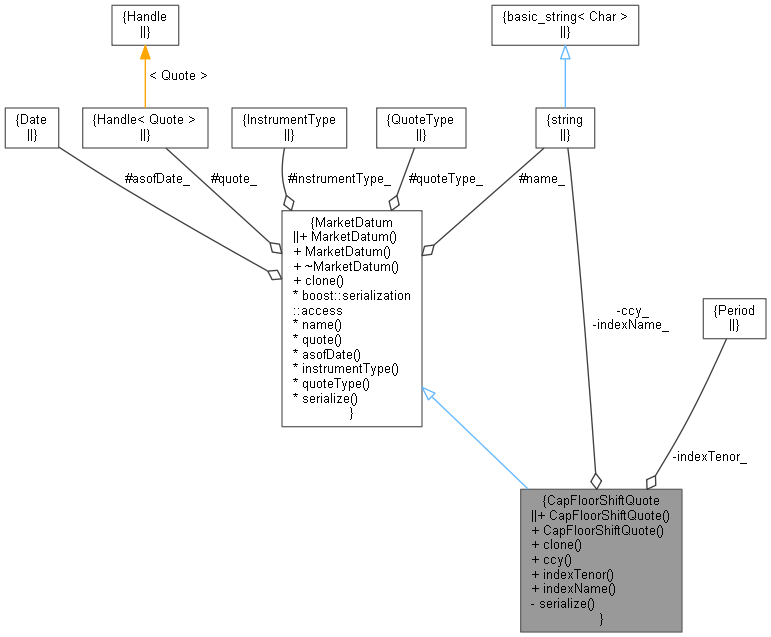 {Handle
||}
{basic_string< Char >
||}
< Quote >
{Date
||}
{Handle< Quote >
||}
{InstrumentType
||}
{QuoteType
||}
{string
||}
#asofDate_
#quote_
#instrumentType_
#quoteType_
#name_
{MarketDatum
||+ MarketDatum()
+ MarketDatum()
+ ~MarketDatum()
+ clone()
* boost::serialization
::access
* name()
* quote()
* asofDate()
* instrumentType()
* quoteType()
* serialize()
}
-ccy_
-indexName_
{Period
||}
-indexTenor_
{CapFloorShiftQuote
||+ CapFloorShiftQuote()
+ CapFloorShiftQuote()
+ clone()
+ ccy()
+ indexTenor()
+ indexName()
- serialize()
}